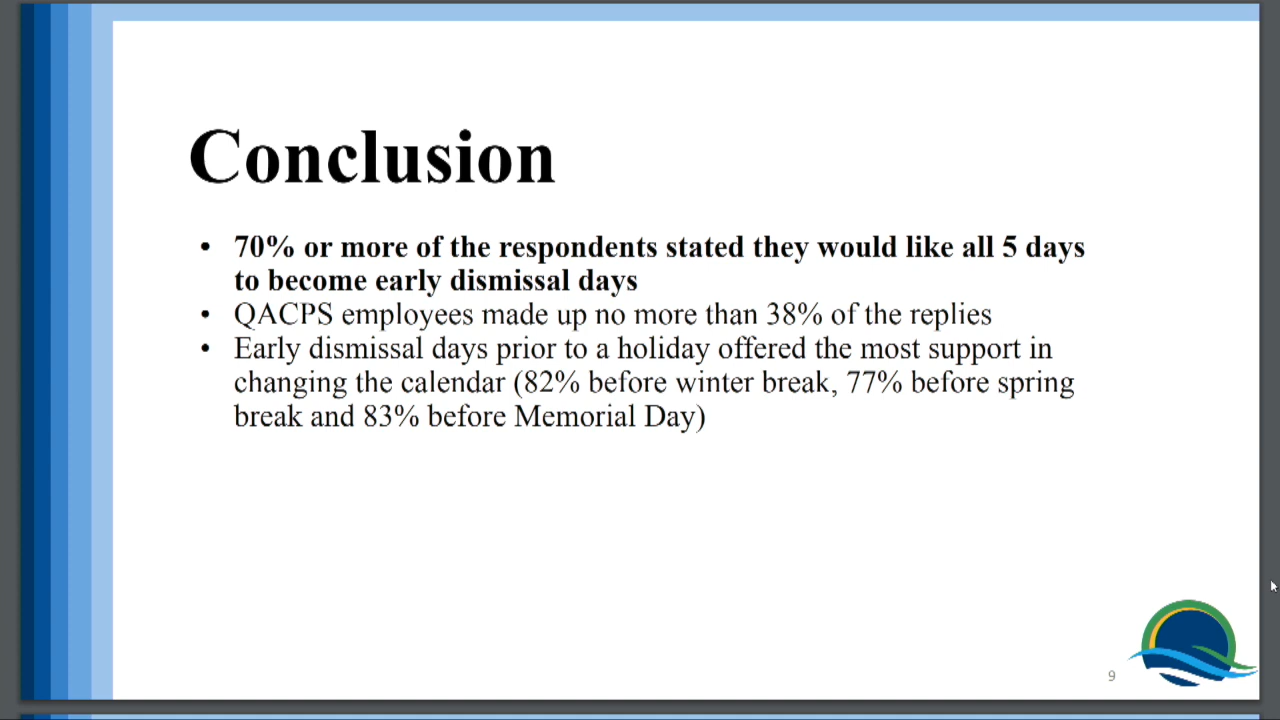 Conclusion
• 70% or more of the respondents stated they would like all 5 days
to become early dismissal days
• QACPS employees made up no more than 38% of the replies
• Early dismissal days prior to a holiday offered the most support in
changing the calendar (82% before winter break, 77% before spring
break and 83% before Memorial Day)
9